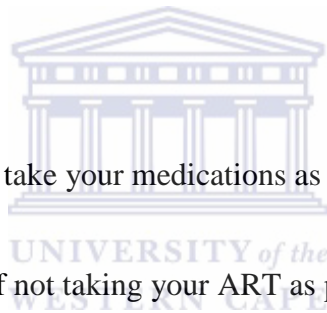 take your medications as
UNIVERSITY of the
f not taking your ART as p
WESTERN CAPE